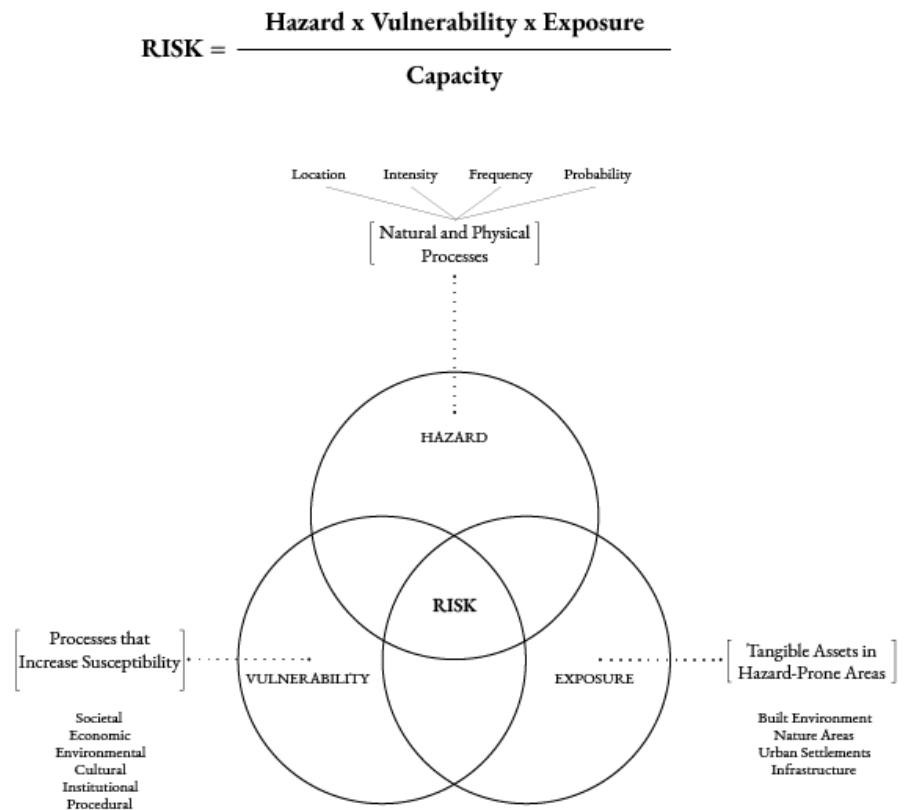 Hazard x Vulnerability x Exposure
RISK =
Capacity
Location Intensity Frequency Probability
Natural and Physical
Processes
HAZARD
RISK
Processes that
Increase Susceptibility
VULNERABILITY
Societal
Economic
Environmental
Cultural
Institutional
Procedural
EXPOSURE
Tangible Assets in
Hazard-Prone Areas
Built Environment
Nature Areas
Urban Settlements
Infrastructure